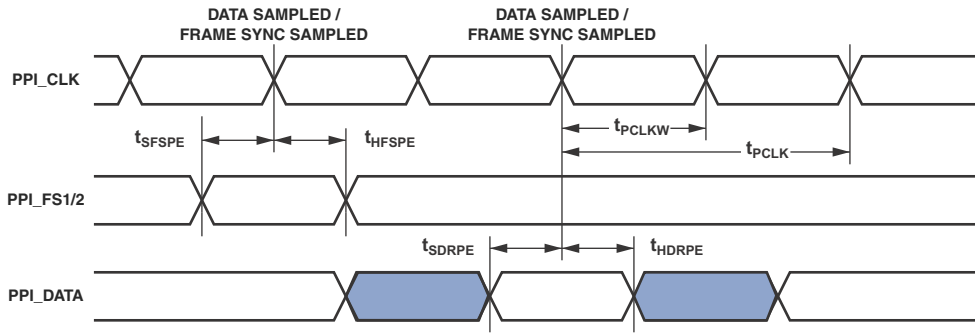 DATA SAMPLED /
FRAME SYNC SAMPLED
DATA SAMPLED /
FRAME SYNC SAMPLED
PPI_CLK
tSFSPE
tHFSPE
tPCLKW
tPCLK
PPI_FS1/2
tSDRPE
tHDRPE
PPI_DATA